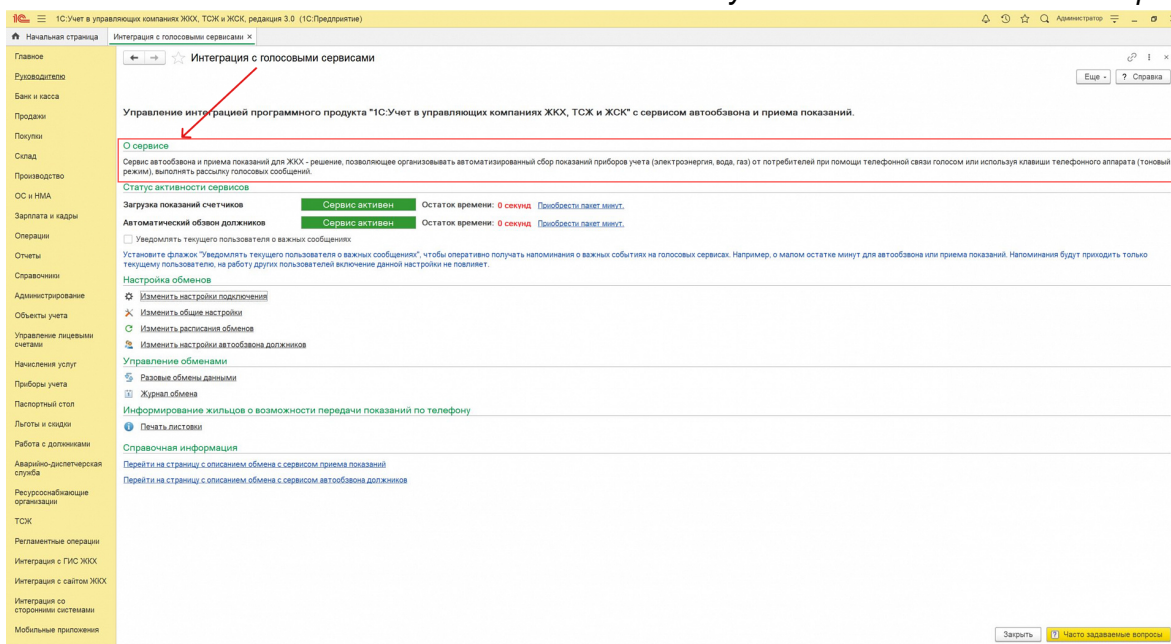 1С:Учет в управляющих компаниях ЖКХ, ТСЖ и ЖСК, редакция 3.0 (1С:Предприятие)
Администратор
Начальная страница
Интеграция с голосовыми сервисами ×
Главное
Руководителю
Банк и касса
Продажи
Покупки
Склад
Производство
ОС и НМА
Зарплата и кадры
Операции
Отчеты
Справочники
Администрирование
Объекты учета
Управление лицевыми
счетами
Начисления услуг
Приборы учета
Паспортный стол
Льготы и скидки
Работа с должниками
Аварийно-диспетчерская
служба
Ресурсоснабжающие
организации
ТСЖ
Регламентные операции
Интеграция с ГИС ЖКХ
Интеграция с сайтом ЖКХ
Интеграция со
сторонними системами
Мобильные приложения
Интеграция с голосовыми сервисами
Еще
? Справка
Управление интеграцией программного продукта "1С:Учет в управляющих компаниях ЖКХ, ТСЖ и ЖСК" с сервисом автообзвона и приема показаний.
О сервисе
Сервис автообзвона и приема показаний для ЖКХ - решение, позволяющее организовывать автоматизированный сбор показаний приборов учета (электроэнергия, вода, газ) от потребителей при помощи телефонной связи голосом или используя клавиши телефонного аппарата (тоновый
режим), выполнять рассылку голосовых сообщений.
Статус активности сервисов
Загрузка показаний счетчиков Сервис активен Остаток времени: 0 секунд Приобрести пакет минут.
Автоматический обзвон должников Сервис активен Остаток времени: 0 секунд Приобрести пакет минут.
Уведомлять текущего пользователя о важных сообщениях
Установите флажок "Уведомлять текущего пользователя о важных сообщениях", чтобы оперативно получать напоминания о важных событиях на голосовых сервисах. Например, о малом остатке минут для автообзвона или приема показаний. Напоминания будут приходить только
текущему пользователю, на работу других пользователей включение данной настройки не повлияет.
Настройка обменов
Изменить настройки подключения
Изменить общие настройки
Изменить расписания обменов
Изменить настройки автообзвона должников
Управление обменами
Разовые обмены данными
Журнал обмена
Информирование жильцов о возможности передачи показаний по телефону
Печать листовки
Справочная информация
Перейти на страницу с описанием обмена с сервисом приема показаний
Перейти на страницу с описанием обмена с сервисом автообзвона должников
Закрыть
? Часто задаваемые вопросы